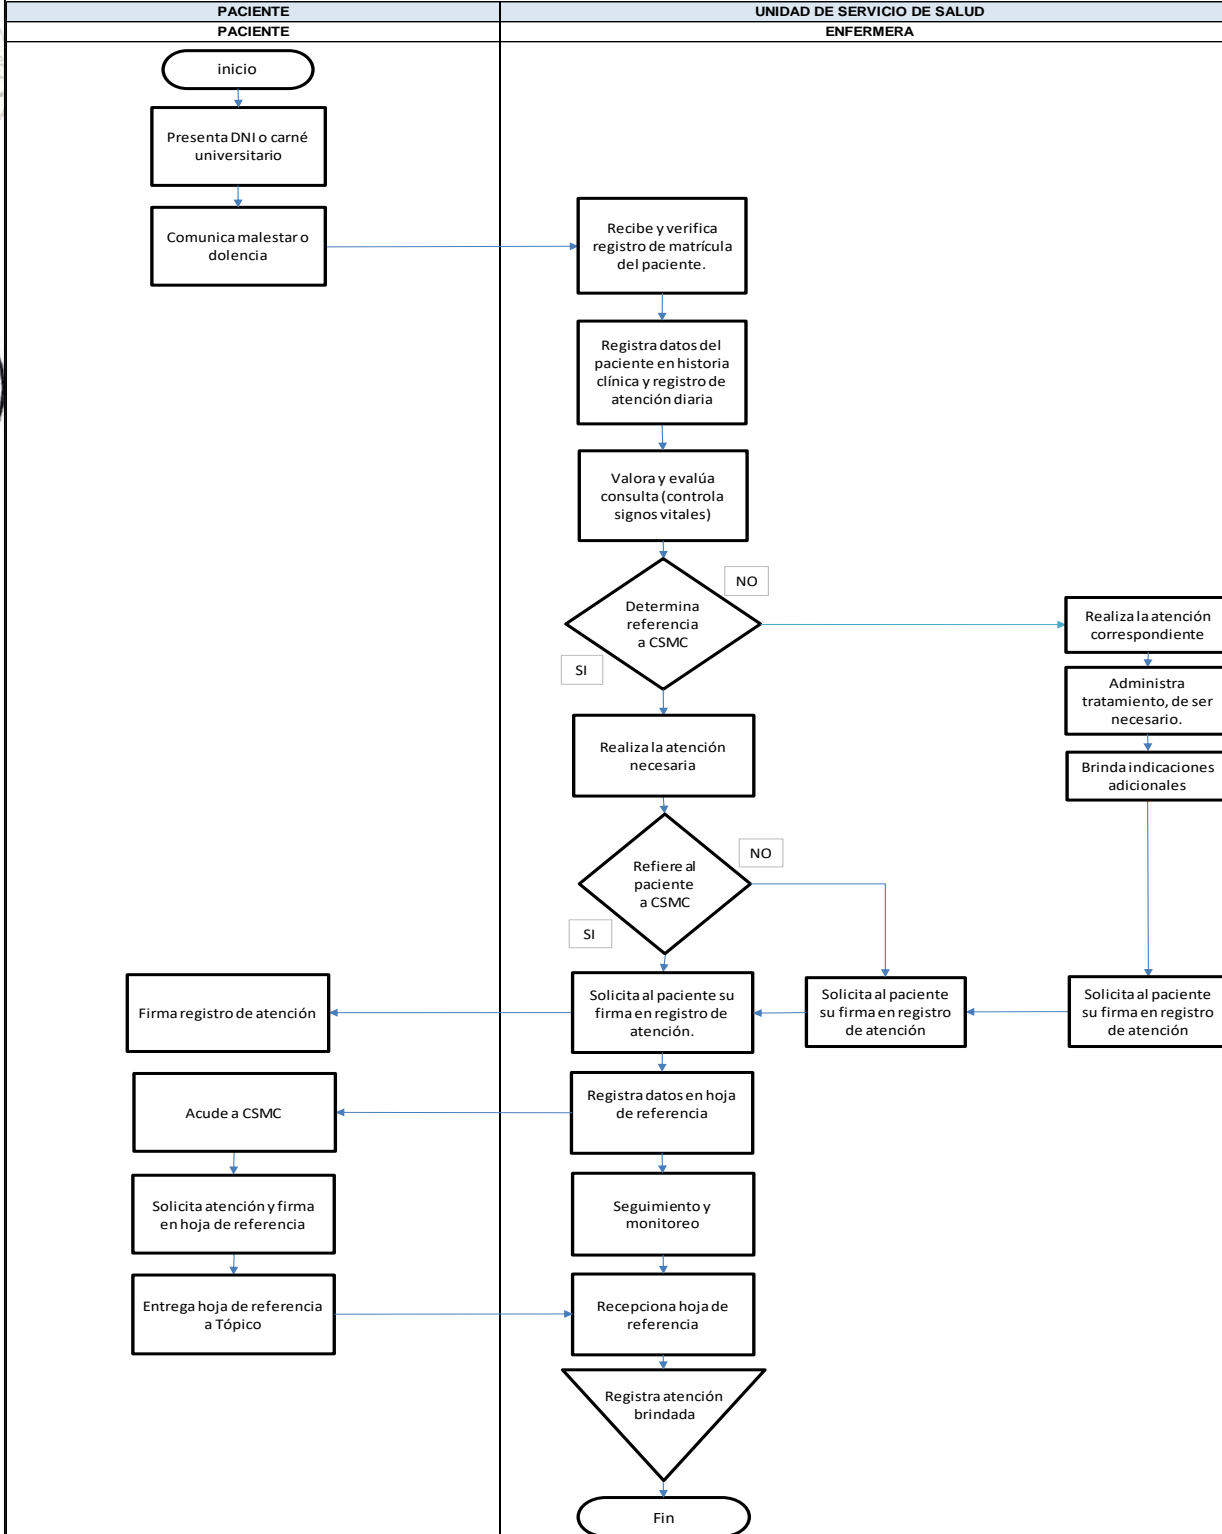 PACIENTE
UNIDAD DE SERVICIO DE SALUD
PACIENTE
ENFERMERA
inicio
Presenta DNI o carné
universitario
Comunica malestar o
dolencia
Recibe y verifica
registro de matrícula
del paciente.
Registra datos del
paciente en historia
clínica y registro de
atención diaria
Valora y evalúa
consulta (controla
signos vitales)
Determina
referencia
a CSMC
NO
SI
Realiza la atención
correspondiente
Administra
tratamiento, de ser
necesario.
Brinda indicaciones
adicionales
Realiza la atención
necesaria
Refiere al
paciente
a CSMC
NO
SI
Firma registro de atención
Solicita al paciente su
firma en registro de
atención.
Solicita al paciente
su firma en registro
de atención
Solicita al paciente
su firma en registro
de atención
Acude a CSMC
Registra datos en hoja
de referencia
Solicita atención y firma
en hoja de referencia
Seguimiento y
monitoreo
Entrega hoja de referencia
a Tópico
Recepciona hoja de
referencia
Registra atención
brindada
Fin